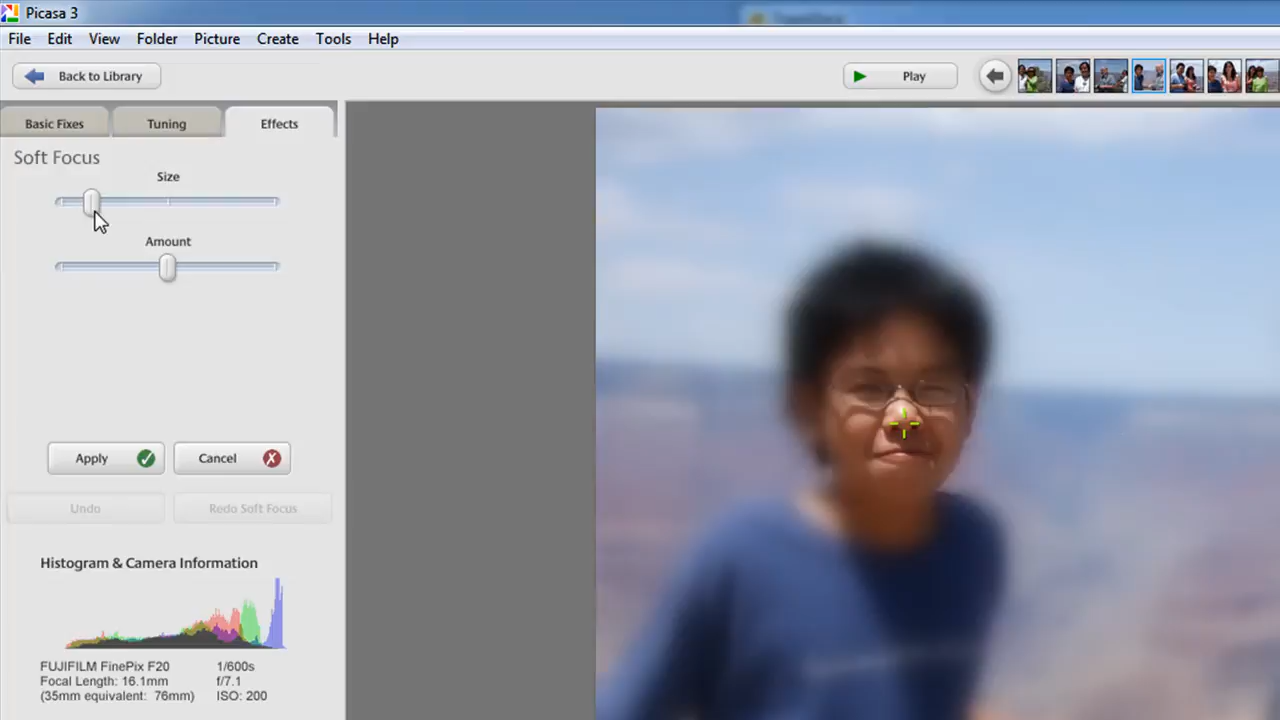 Picasa 3
File Edit View Folder Picture Create Tools Help
Back to Library
Play
Basic Fixes Tuning Effects
Soft Focus
Size
Amount
Apply Cancel
Undo Redo Soft Focus
Histogram & Camera Information
FUJIFILM FinePix F20 1/600s
Focal Length: 16.1mm f/7.1
(35mm equivalent: 76mm) ISO: 200